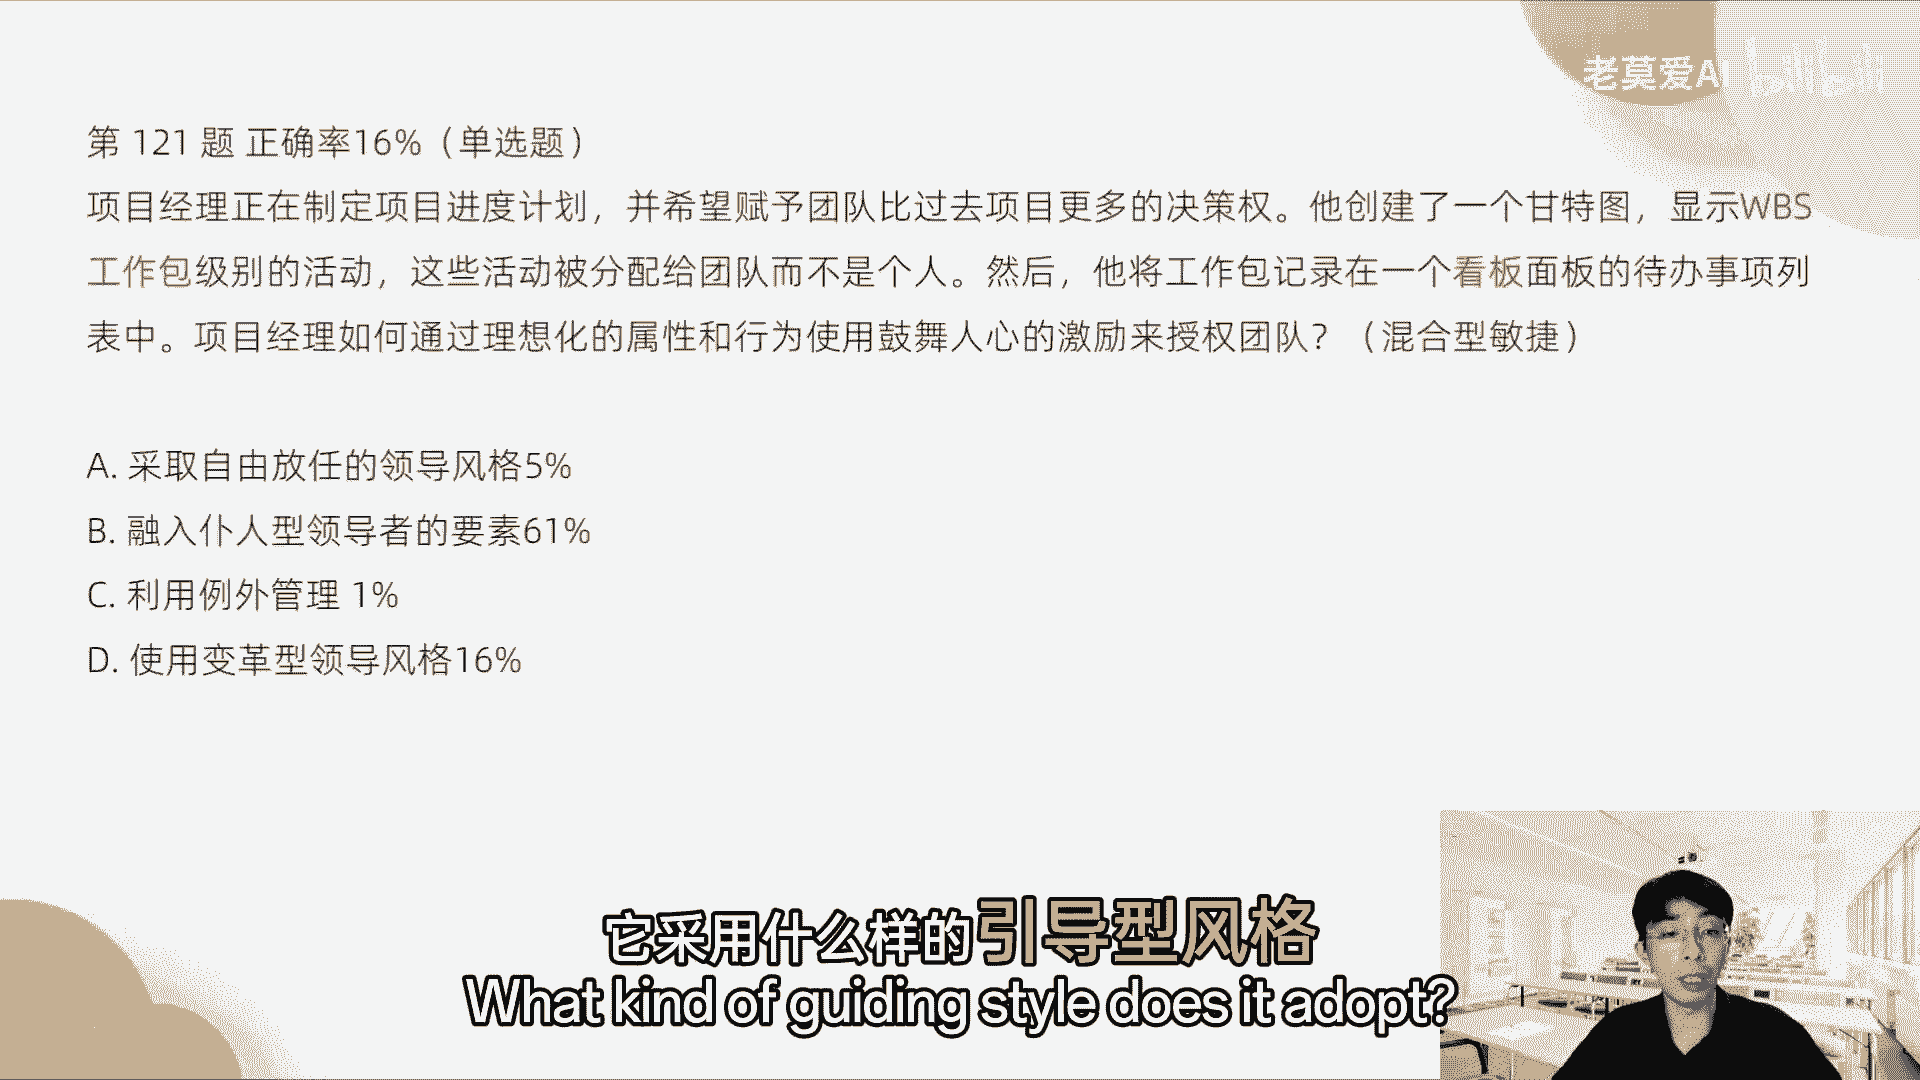 老莫爱AI bilibili
第 121 题 正确率16%（单选题）
项目经理正在制定项目进度计划，并希望赋予团队比过去项目更多的决策权。他创建了一个甘特图，显示WBS
工作包级别的活动，这些活动被分配给团队而不是个人。然后，他将工作包记录在一个看板面板的待办事项列
表中。项目经理如何通过理想化的属性和行为使用鼓舞人心的激励来授权团队？（混合型敏捷）
A. 采取自由放任的领导风格5%
B. 融入仆人型领导者的要素61%
C. 利用例外管理 1%
D. 使用变革型领导风格16%
它采用什么样的引导型风格
What kind of guiding style does it adopt?